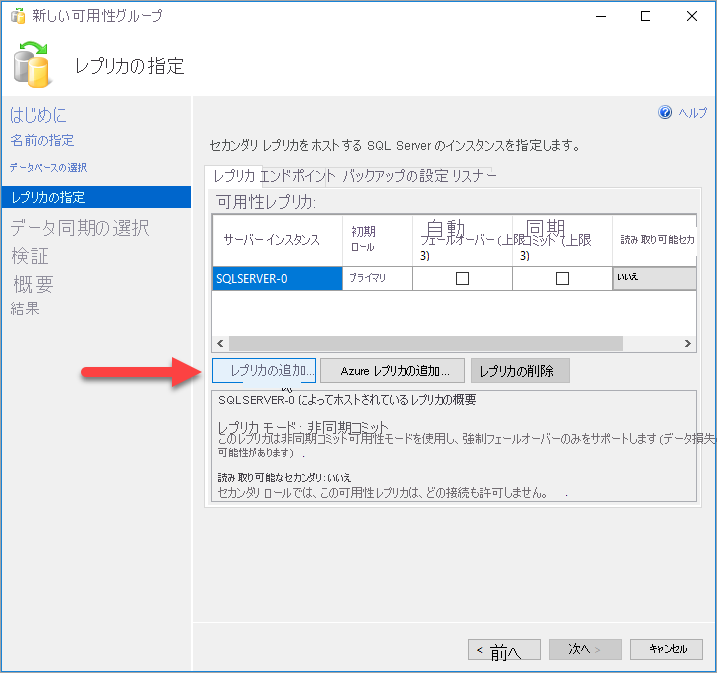 新しい可用性グループ
レプリカの指定
はじめに
名前の指定
データベースの選択
レプリカの指定
データ同期の選択
検証
概要
結果
ヘルプ
セカンダリ レプリカをホストする SQL Server のインスタンスを指定します。
レプリカ エンドポイント バックアップの設定 リスナー
可用性レプリカ:
サーバー インスタンス
初期
ロール
自動
フェールオーバー (上限
3)
同期
コミット (上限
3)
読み取り可能セカ
SQLSERVER-0 プライマリ いいえ
レプリカの追加... Azure レプリカの追加... レプリカの削除
SQLSERVER-0 によってホストされているレプリカの概要
レプリカ モード: 非同期コミット
このレプリカは非同期コミット可用性モードを使用し、強制フェールオーバーのみをサポートします (データ損失の
可能性があります) .
読み取り可能なセカンダリ: いいえ
セカンダリ ロールでは、この可用性レプリカは、どの接続も許可しません。 .
< 前へ 次へ > キャンセル